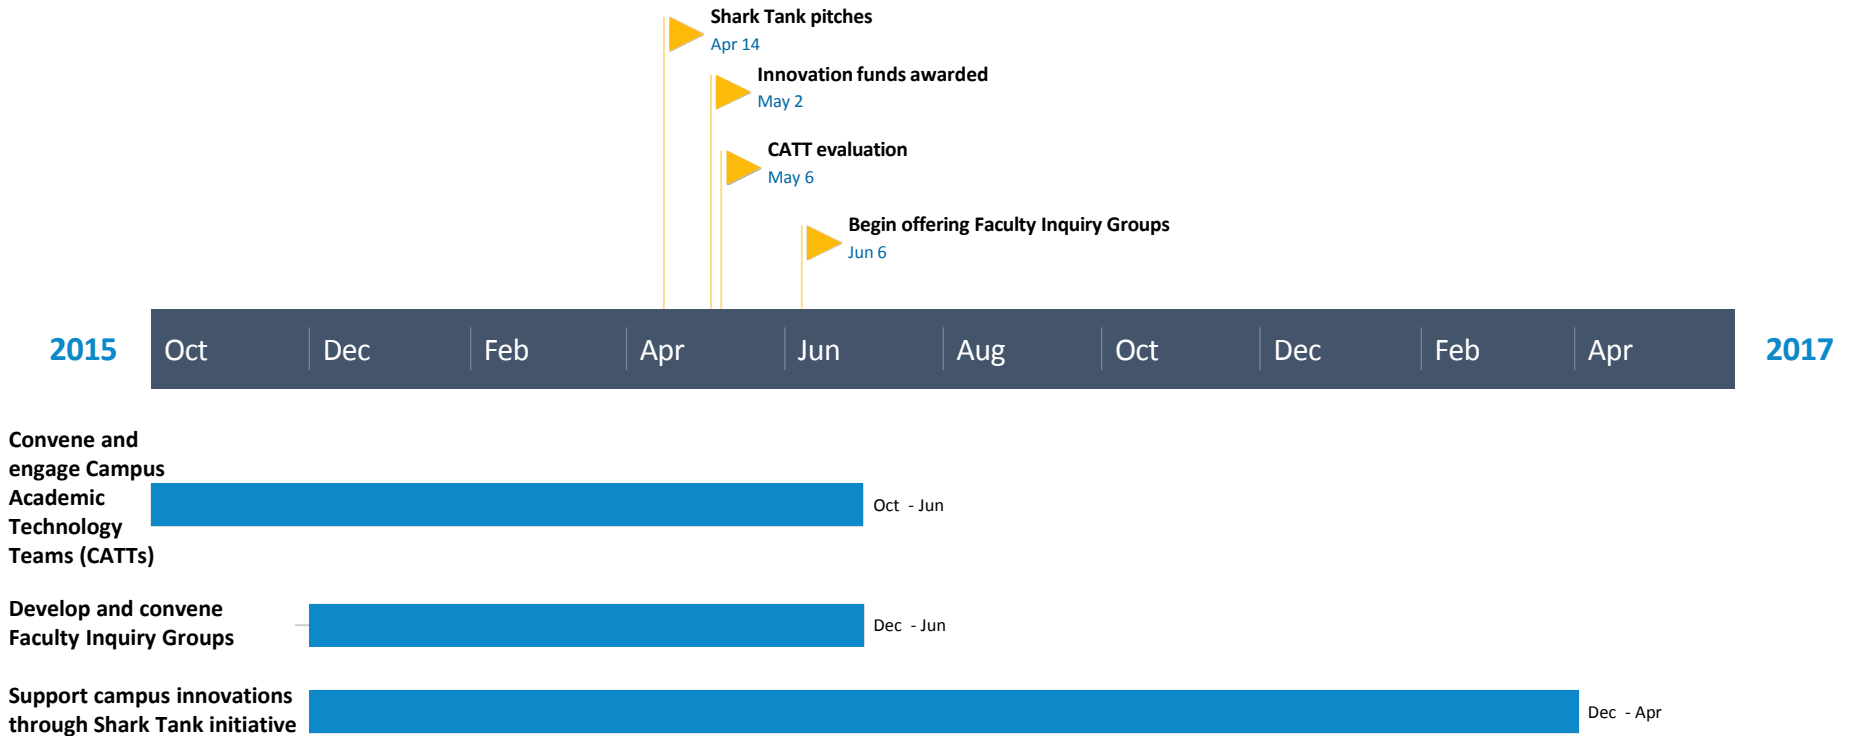 Shark Tank pitches
Apr 14
Innovation funds awarded
May 2
CATT evaluation
May 6
Begin offering Faculty Inquiry Groups
Jun 6
2015 Oct Dec Feb Apr Jun Aug Oct Dec Feb Apr 2017
Convene and
engage Campus
Academic
Technology
Teams (CATTs)
Oct - Jun
Develop and convene
Faculty Inquiry Groups
Dec - Jun
Support campus innovations
through Shark Tank initiative
Dec - Apr